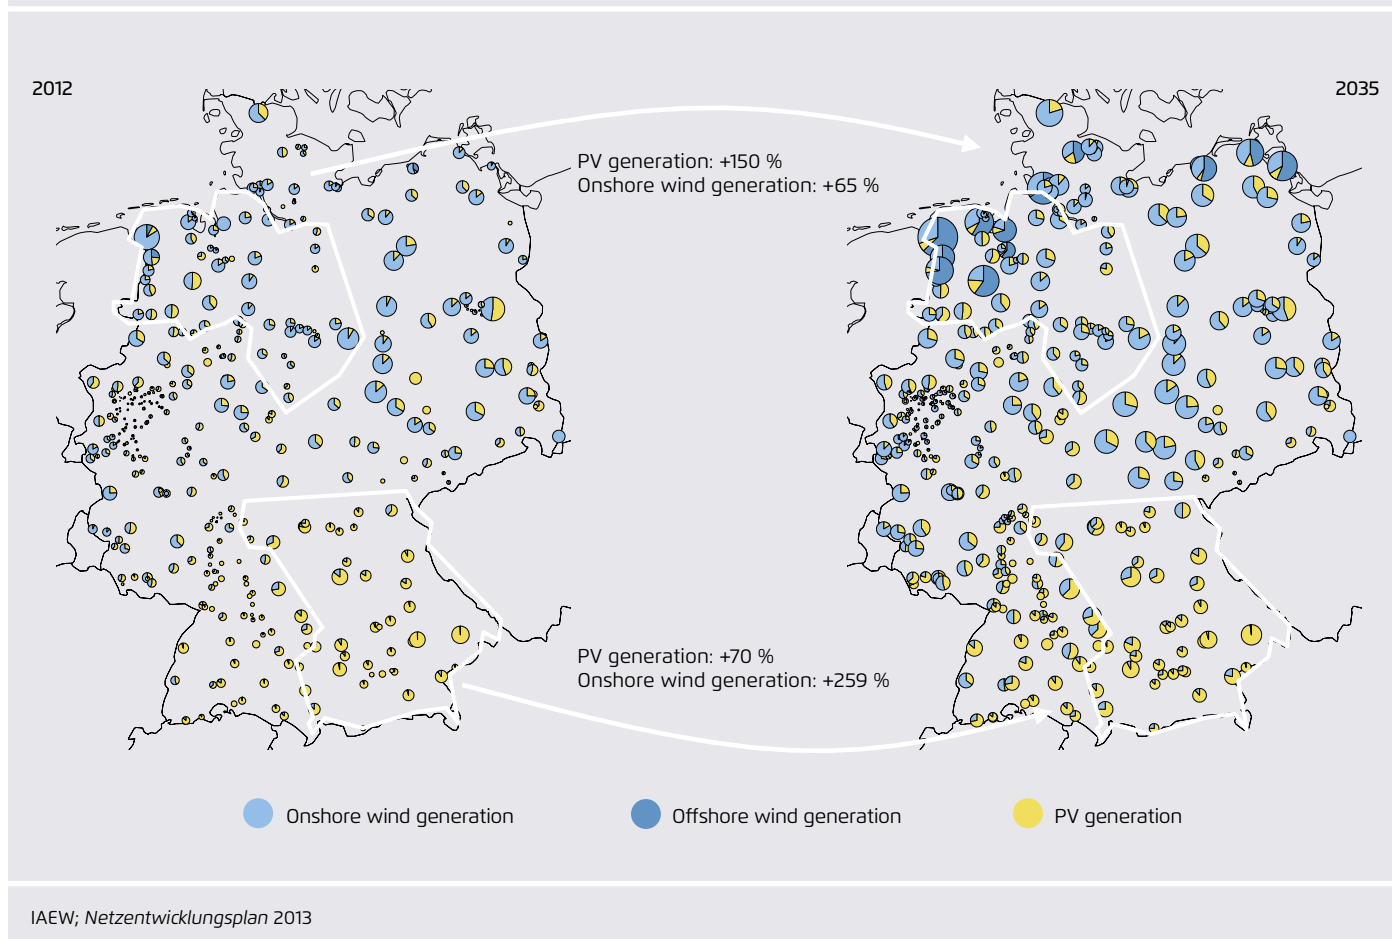 2012
2035
PV generation: +150 %
Onshore wind generation: +65 %
PV generation: +70 %
Onshore wind generation: +259 %
Onshore wind generation
Offshore wind generation
PV generation
IAEW; Netzentwicklungsplan 2013